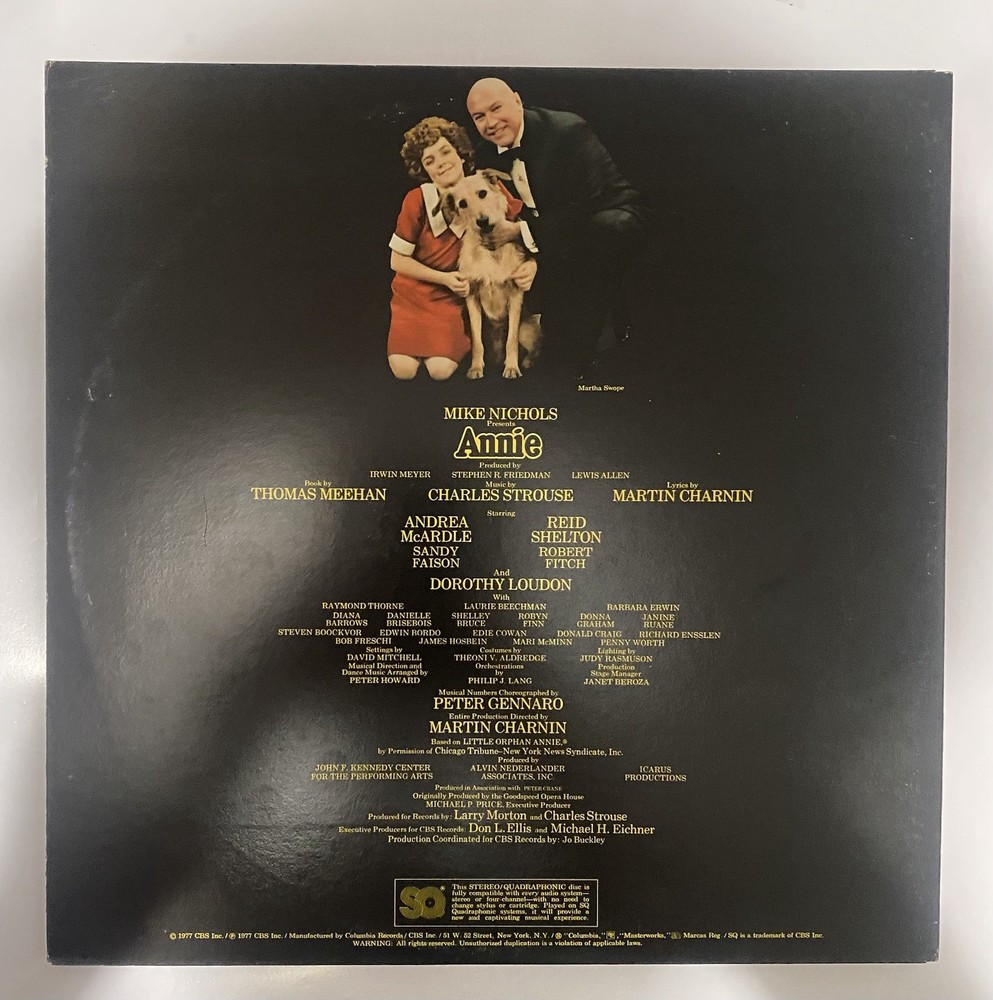 Martha Swope
MIKE NICHOLS
Presents
Annie
Produced by
IRWIN MEYER STEPHEN R. FRIEDMAN LEWIS ALLEN
Book by Music by Lyrics by
THOMAS MEEHAN CHARLES STROUSE MARTIN CHARNIN
Starring
ANDREA REID
McARDLE SHELTON
SANDY ROBERT
FAISON FITCH
And
DOROTHY LOUDON
With
RAYMOND THORNE LAURIE BEECHMAN BARBARA ERWIN
DIANA DANIELLE SHELLEY ROBYN DONNA JANINE
BARROWS BRISEBOIS BRUCE FINN GRAHAM RUANE
STEVEN BOOCKVOR EDWIN BORDO EDIE COWAN DONALD CRAIG RICHARD ENSSLEN
BOB FRESCHI JAMES HOSBEIN MARI McMINN PENNY WORTH
Settings by Costumes by Lighting by
DAVID MITCHELL THEONI V. ALDREDGE JUDY RASMUSON
Musical Direction and Orchestrations Production
Dance Music Arranged by by Stage Manager
PETER HOWARD PHILIP J. LANG JANET BEROZA
Musical Numbers Choreographed by
PETER GENNARO
Entire Production Directed by
MARTIN CHARNIN
Based on LITTLE ORPHAN ANNIE,®
by Permission of Chicago Tribune–New York News Syndicate, Inc.
Produced by
JOHN F. KENNEDY CENTER ALVIN NEDERLANDER ICARUS
FOR THE PERFORMING ARTS ASSOCIATES, INC. PRODUCTIONS
Produced in Association with PETER CRANE
Originally Produced by the Goodspeed Opera House
MICHAEL P. PRICE, Executive Producer
Produced for Records by: Larry Morton and Charles Strouse
Executive Producers for CBS Records: Don L. Ellis and Michael H. Eichner
Production Coordinated for CBS Records by: Jo Buckley
SQ
This STEREO/QUADRAPHONIC disc is
fully compatible with every audio system—
stereo or four-channel—with no need to
change stylus or cartridge. Played on SQ
Quadraphonic systems, it will provide a
new and captivating musical experience.
© 1977 CBS Inc. / ℗ 1977 CBS Inc. / Manufactured by Columbia Records / CBS Inc. / 51 W. 52 Street, New York, N.Y. / ® "Columbia," "Masterworks," Marcas Reg. / SQ is a trademark of CBS Inc.
WARNING: All rights reserved. Unauthorized duplication is a violation of applicable laws.